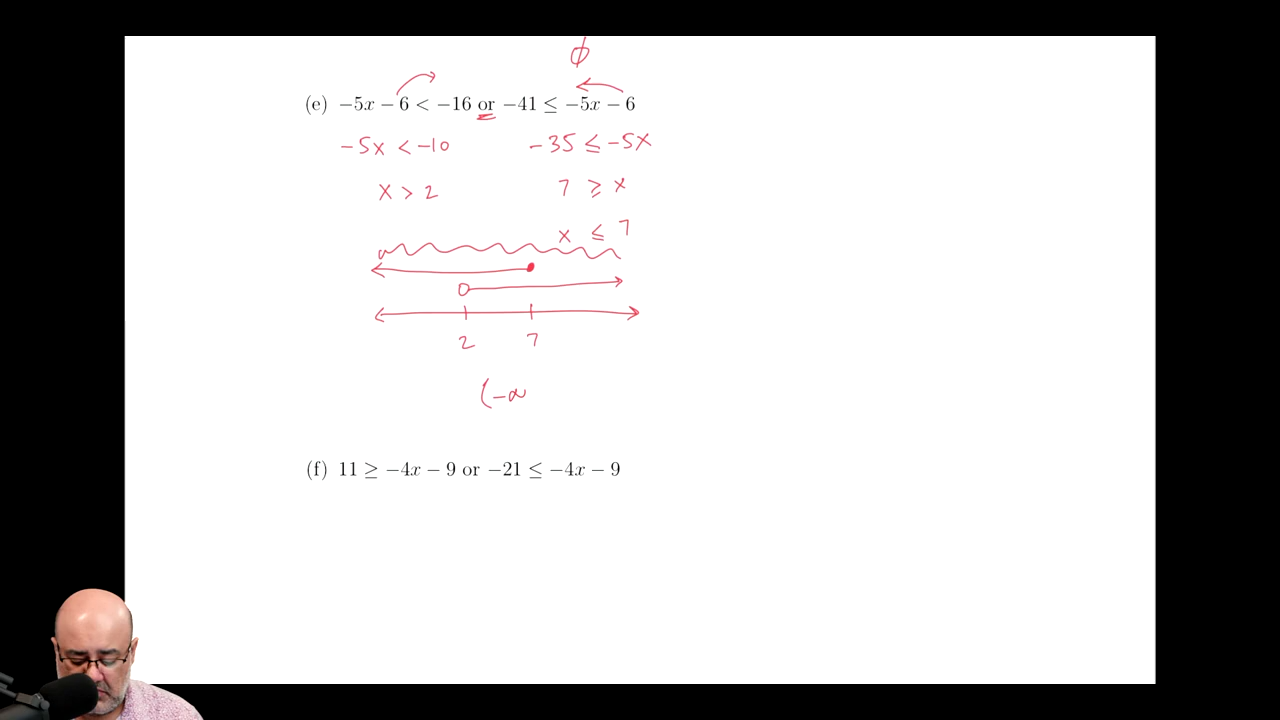 ϕ
(e) −5x − 6 < −16 or −41 ≤ −5x − 6
-5x < -10 -35 ≤ -5x
x > 2 7 ≥ x
x ≤ 7
2 7
(-∞
(f) 11 ≥ −4x − 9 or −21 ≤ −4x − 9